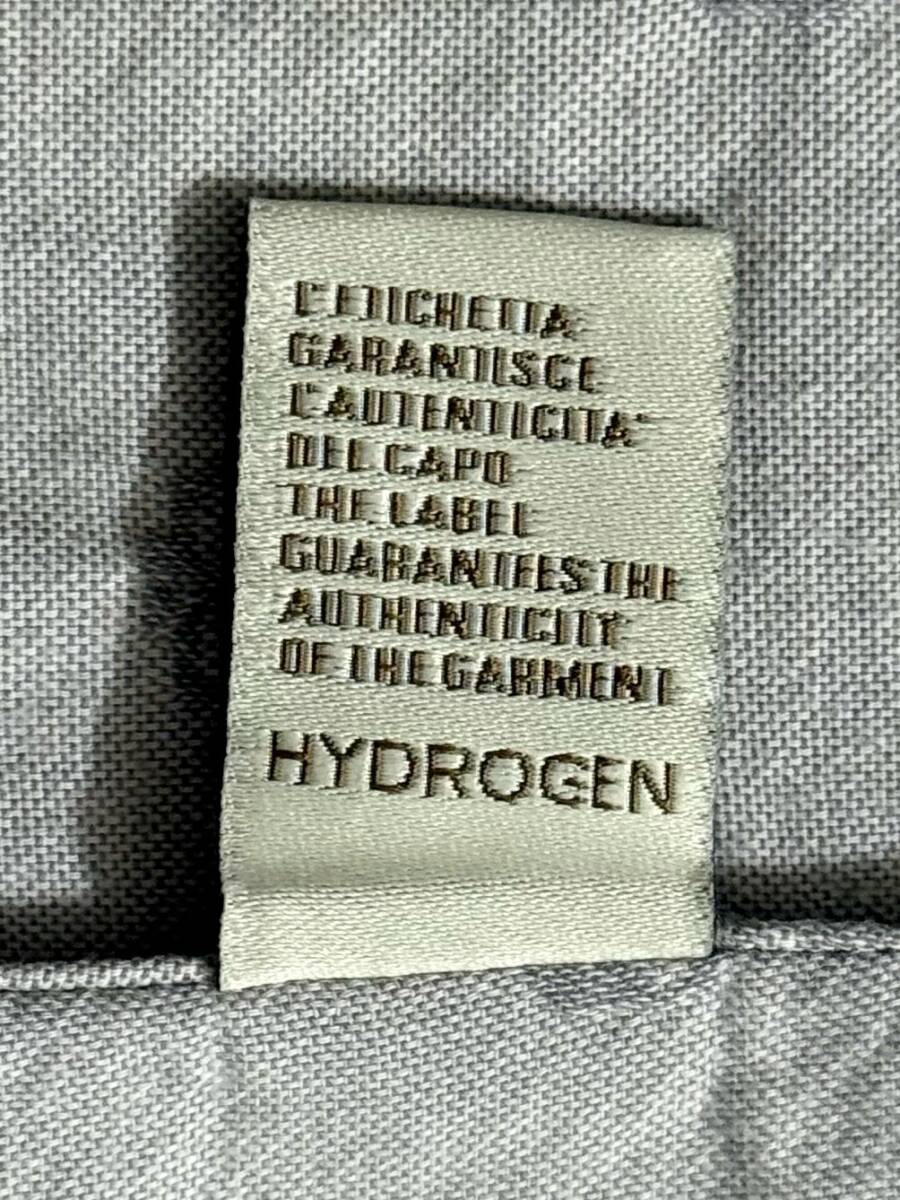 L'ETICHETTA
GARANTISCE
L'AUTENTICITA'
DEL CAPO
THE LABEL
GUARANTEES THE
AUTHENTICITY
OF THE GARMENT
HYDROGEN